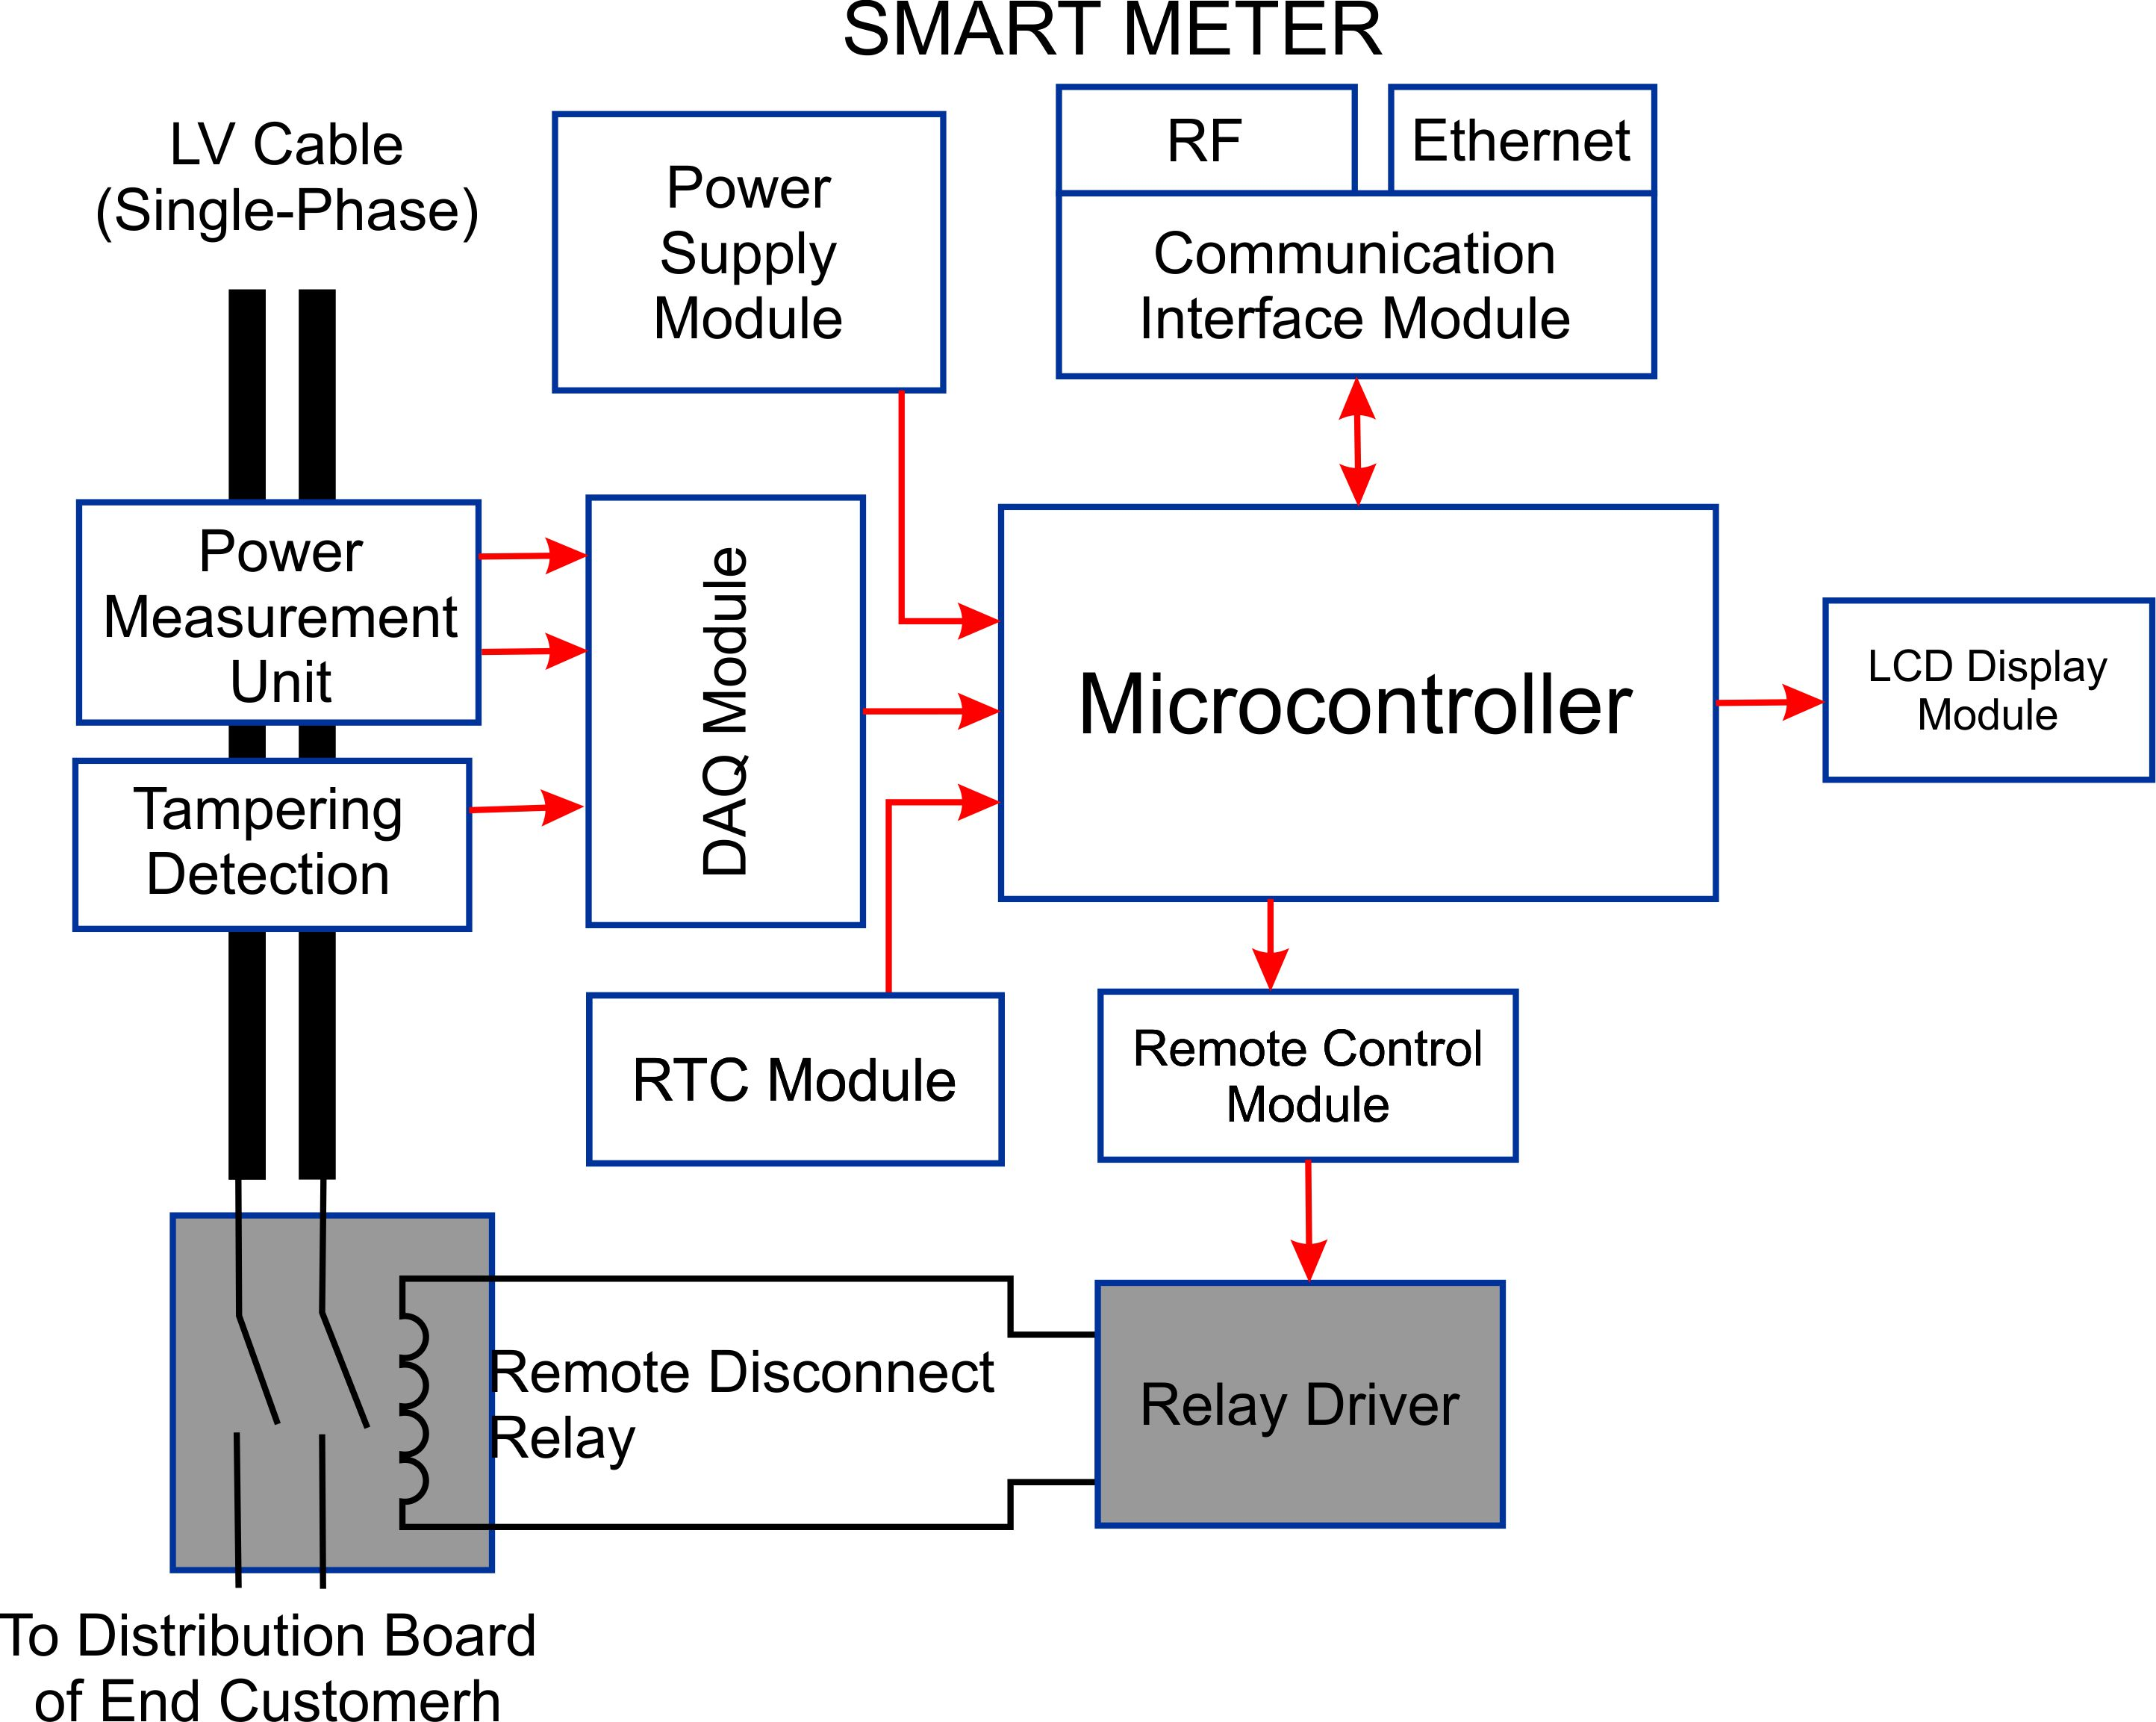 SMART METER
LV Cable
(Single-Phase)
Power
Supply
Module
RF
Ethernet
Communication
Interface Module
Power
Measurement
Unit
DAQ Module
Microcontroller
LCD Display
Module
Tampering
Detection
RTC Module
Remote Control
Module
Remote Disconnect
Relay
Relay Driver
To Distribution Board
of End Customerh